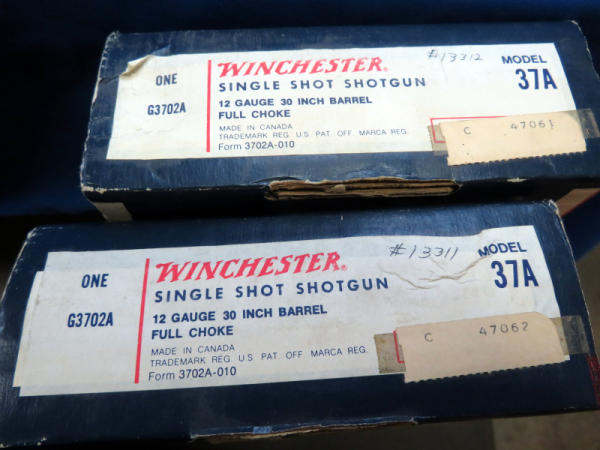 ONE
G3702A
WINCHESTER®
SINGLE SHOT SHOTGUN
12 GAUGE 30 INCH BARREL
FULL CHOKE
MADE IN CANADA
TRADEMARK REG. U.S. PAT. OFF. MARCA REG.
Form 3702A-010
#13312
MODEL
37A
C 47061
ONE
G3702A
WINCHESTER®
SINGLE SHOT SHOTGUN
12 GAUGE 30 INCH BARREL
FULL CHOKE
MADE IN CANADA
TRADEMARK REG. U.S. PAT. OFF. MARCA REG.
Form 3702A-010
#13311
MODEL
37A
C 47062